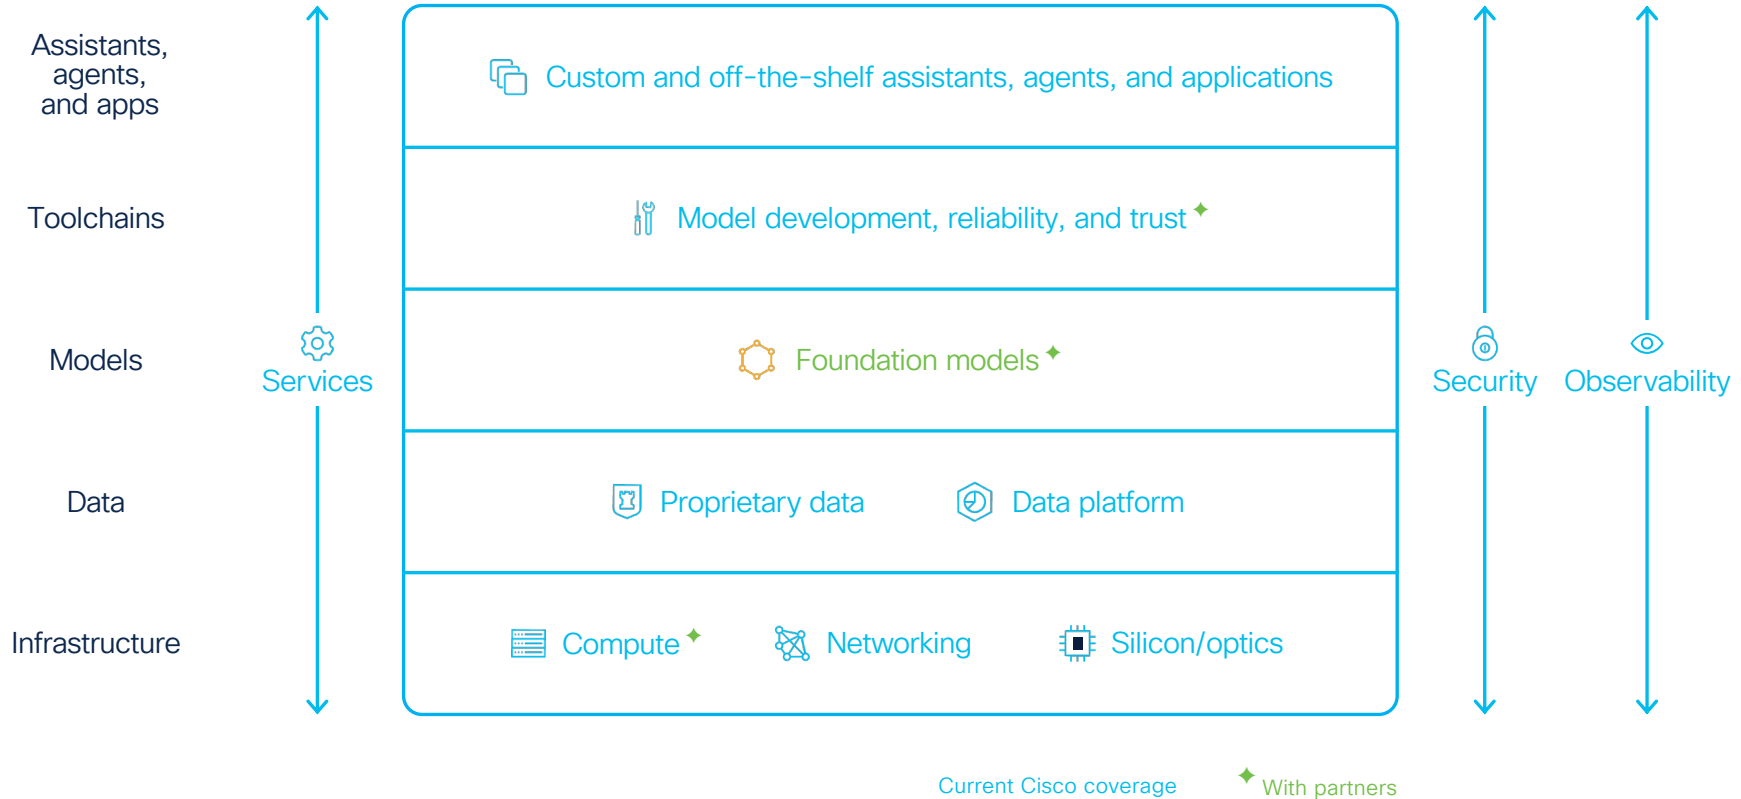 Assistants,
agents,
and apps
Custom and off-the-shelf assistants, agents, and applications
Toolchains
Model development, reliability, and trust✦
Models
Services
Foundation models✦
Security
Observability
Data
Proprietary data
Data platform
Infrastructure
Compute✦
Networking
Silicon/optics
Current Cisco coverage
✦ With partners